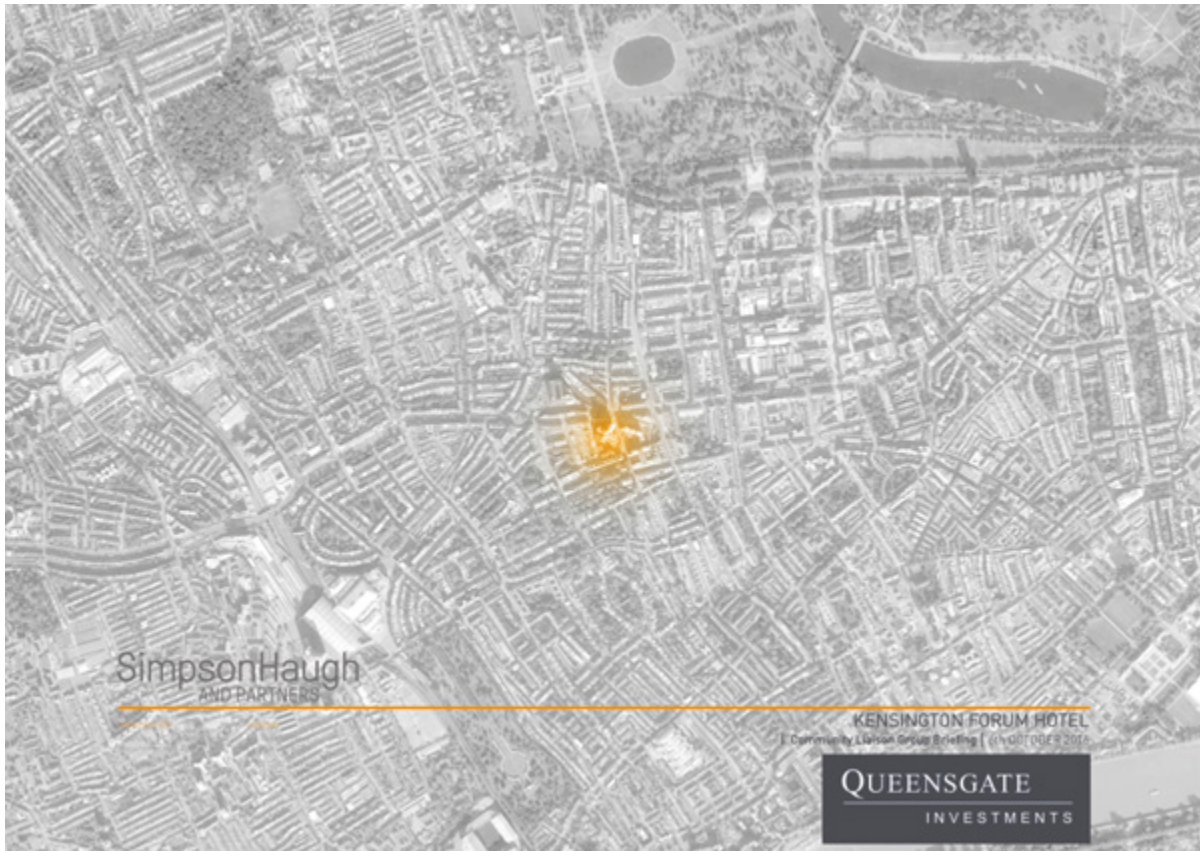 SimpsonHaugh
AND PARTNERS
KENSINGTON FORUM HOTEL
| Community Liaison Group Briefing | OCTOBER
QUEENSGATE
INVESTMENTS